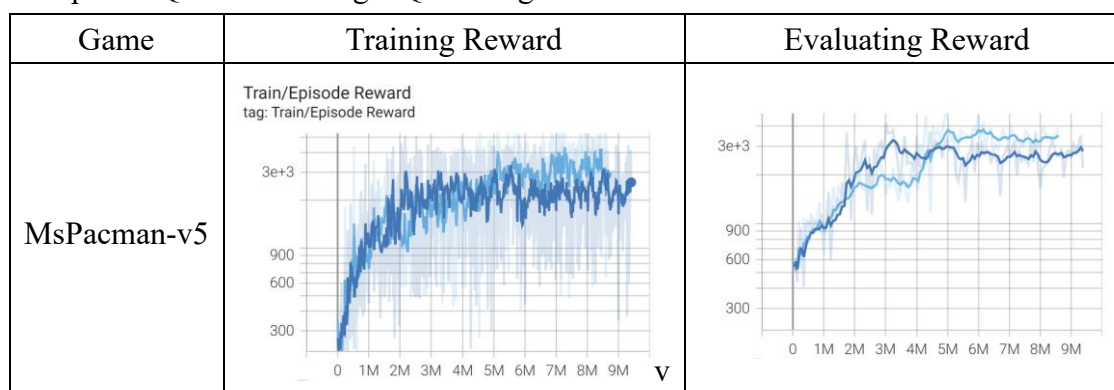 Game Training Reward Evaluating Reward
MsPacman-v5
Train/Episode Reward
tag: Train/Episode Reward
3e+3
900
600
300
0 1M 2M 3M 4M 5M 6M 7M 8M 9M v
3e+3
900
600
300
0 1M 2M 3M 4M 5M 6M 7M 8M 9M